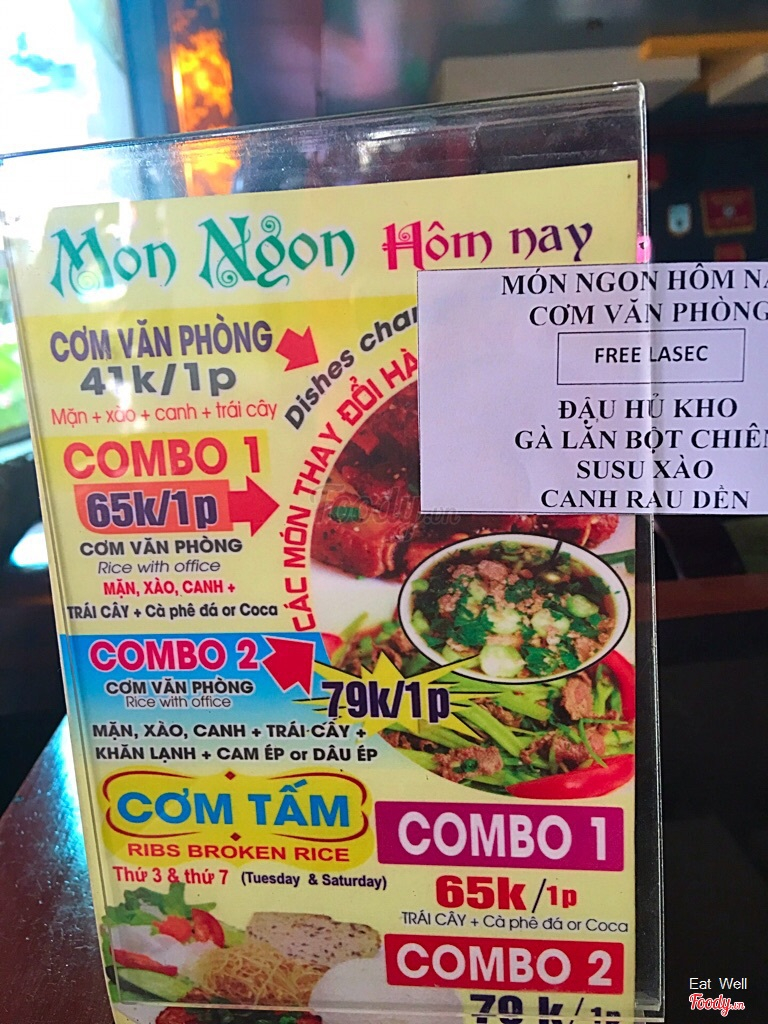 Mon Ngon Hôm nay
CƠM VĂN PHÒNG
41k/1p
Mặn + xào + canh + trái cây
Dishes
CÁC MÓN THAY ĐỔI
COMBO 1
65k/1p
CƠM VĂN PHÒNG
Rice with office
MẶN, XÀO, CANH +
TRÁI CÂY + Cà phê đá or Coca
COMBO 2
CƠM VĂN PHÒNG
Rice with office
79k/1p
MẶN, XÀO, CANH + TRÁI CÂY +
KHĂN LẠNH + CAM ÉP or DÂU ÉP
CƠM TẤM
RIBS BROKEN RICE
Thứ 3 & thứ 7 (Tuesday & Saturday)
COMBO 1
65k/1p
TRÁI CÂY + Cà phê đá or Coca
COMBO 2
79k/1p
MÓN NGON HÔM
CƠM VĂN PHÒNG
FREE LASEC
ĐẬU HỦ KHO
GÀ LĂN BỘT
SUSU XÀO
CANH RAU DỀN
Foody.vn
Eat Well
Foody.vn